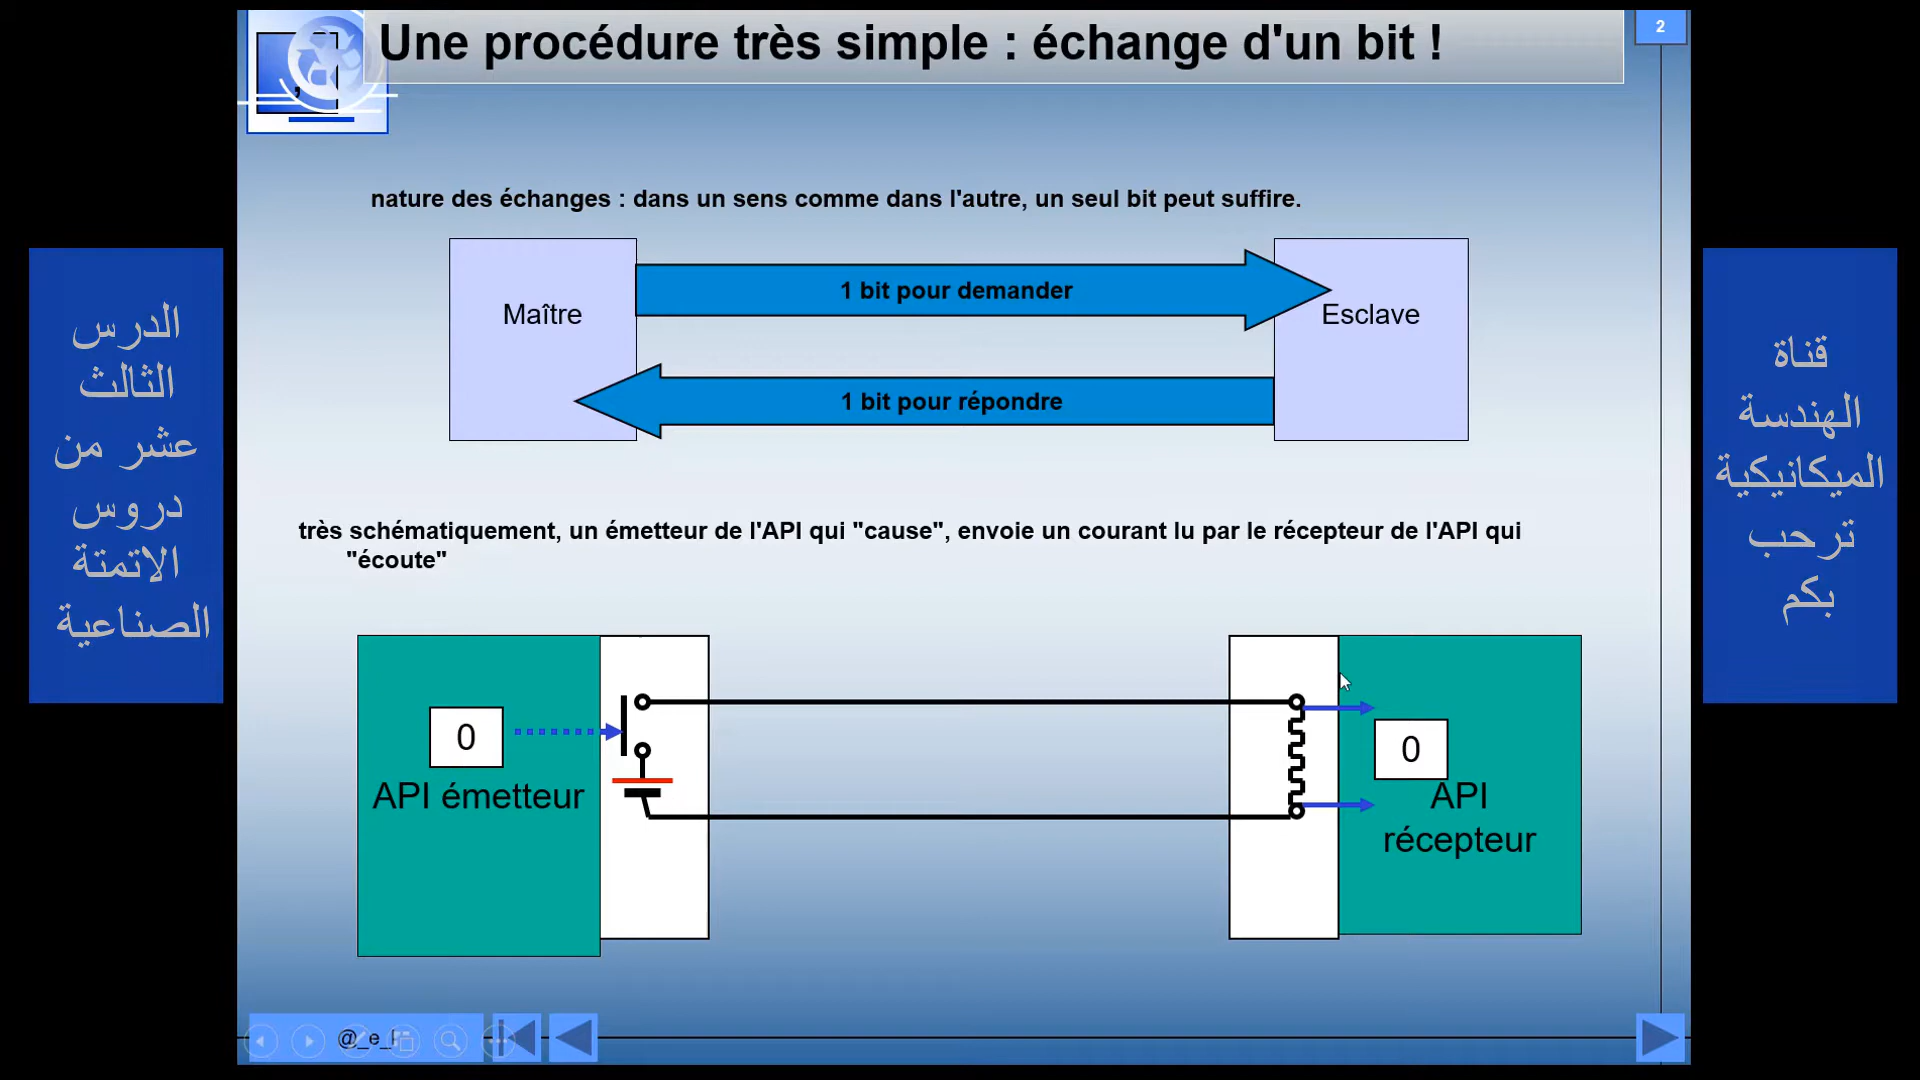 Une procédure très simple : échange d'un bit !
2
nature des échanges : dans un sens comme dans l'autre, un seul bit peut suffire.
Maître
1 bit pour demander
Esclave
1 bit pour répondre
très schématiquement, un émetteur de l'API qui "cause", envoie un courant lu par le récepteur de l'API qui
"écoute"
0
API émetteur
0
API
récepteur
الدرس
الثالث
عشر من
دروس
الاتمتة
الصناعية
قناة
الهندسة
الميكانيكية
ترحب
بكم